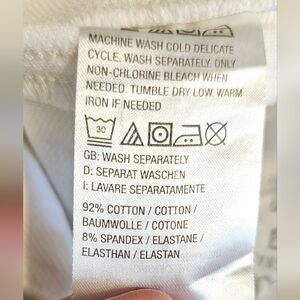 MACHINE WASH COLD DELICATE
CYCLE. WASH SEPARATELY. ONLY
NON-CHLORINE BLEACH WHEN
NEEDED. TUMBLE DRY LOW. WARM
IRON IF NEEDED
30
GB: WASH SEPARATELY
D: SEPARAT WASCHEN
I: LAVARE SEPARATAMENTE
92% COTTON / COTTON /
BAUMWOLLE / COTONE
8% SPANDEX / ELASTANE /
ELASTHAN / ELASTAN